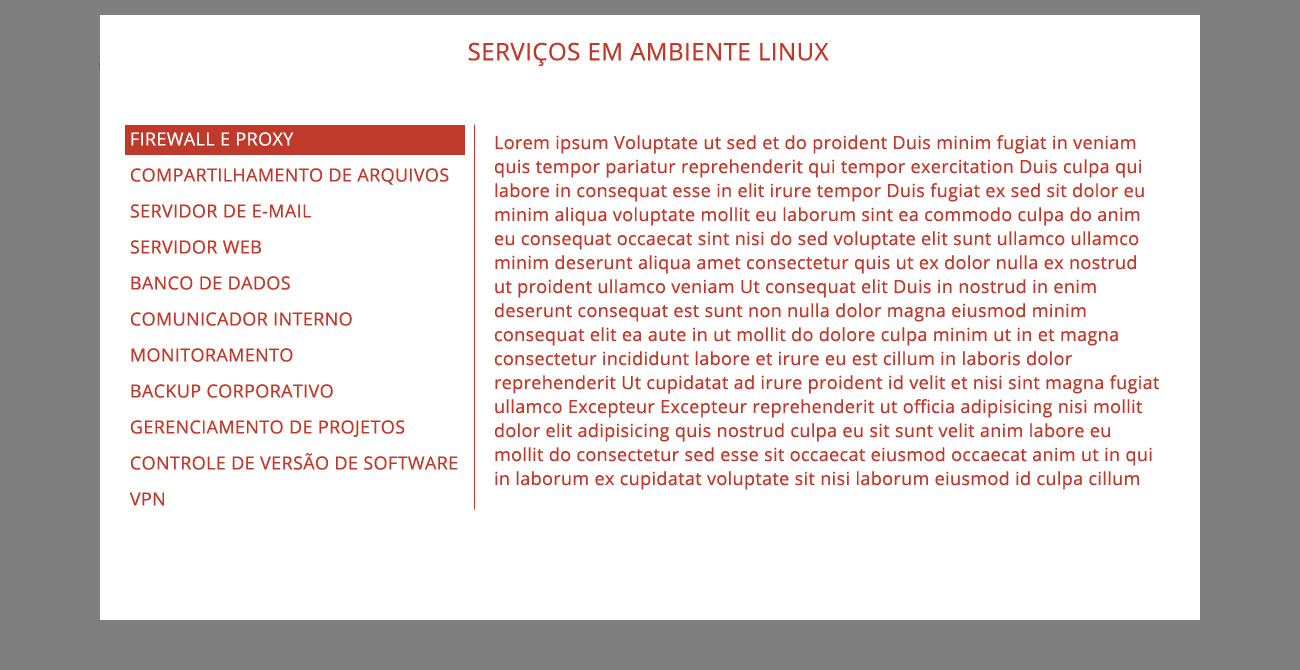 SERVIÇOS EM AMBIENTE LINUX
FIREWALL E PROXY
COMPARTILHAMENTO DE ARQUIVOS
SERVIDOR DE E-MAIL
SERVIDOR WEB
BANCO DE DADOS
COMUNICADOR INTERNO
MONITORAMENTO
BACKUP CORPORATIVO
GERENCIAMENTO DE PROJETOS
CONTROLE DE VERSÃO DE SOFTWARE
VPN
Lorem ipsum Voluptate ut sed et do proident Duis minim fugiat in veniam
quis tempor pariatur reprehenderit qui tempor exercitation Duis culpa qui
labore in consequat esse in elit irure tempor Duis fugiat ex sed sit dolor eu
minim aliqua voluptate mollit eu laborum sint ea commodo culpa do anim
eu consequat occaecat sint nisi do sed voluptate elit sunt ullamco ullamco
minim deserunt aliqua amet consectetur quis ut ex dolor nulla ex nostrud
ut proident ullamco veniam Ut consequat elit Duis in nostrud in enim
deserunt consequat est sunt non nulla dolor magna eiusmod minim
consequat elit ea aute in ut mollit do dolore culpa minim ut in et magna
consectetur incididunt labore et irure eu est cillum in laboris dolor
reprehenderit Ut cupidatat ad irure proident id velit et nisi sint magna fugiat
ullamco Excepteur Excepteur reprehenderit ut officia adipisicing nisi mollit
dolor elit adipisicing quis nostrud culpa eu sit sunt velit anim labore eu
mollit do consectetur sed esse sit occaecat eiusmod occaecat anim ut in qui
in laborum ex cupidatat voluptate sit nisi laborum eiusmod id culpa cillum